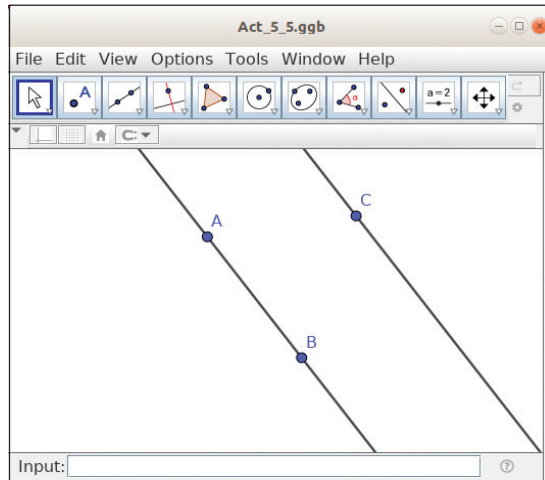 Act_5_5.ggb
File Edit View Options Tools Window Help
A α a=2
A
C
B
Input: